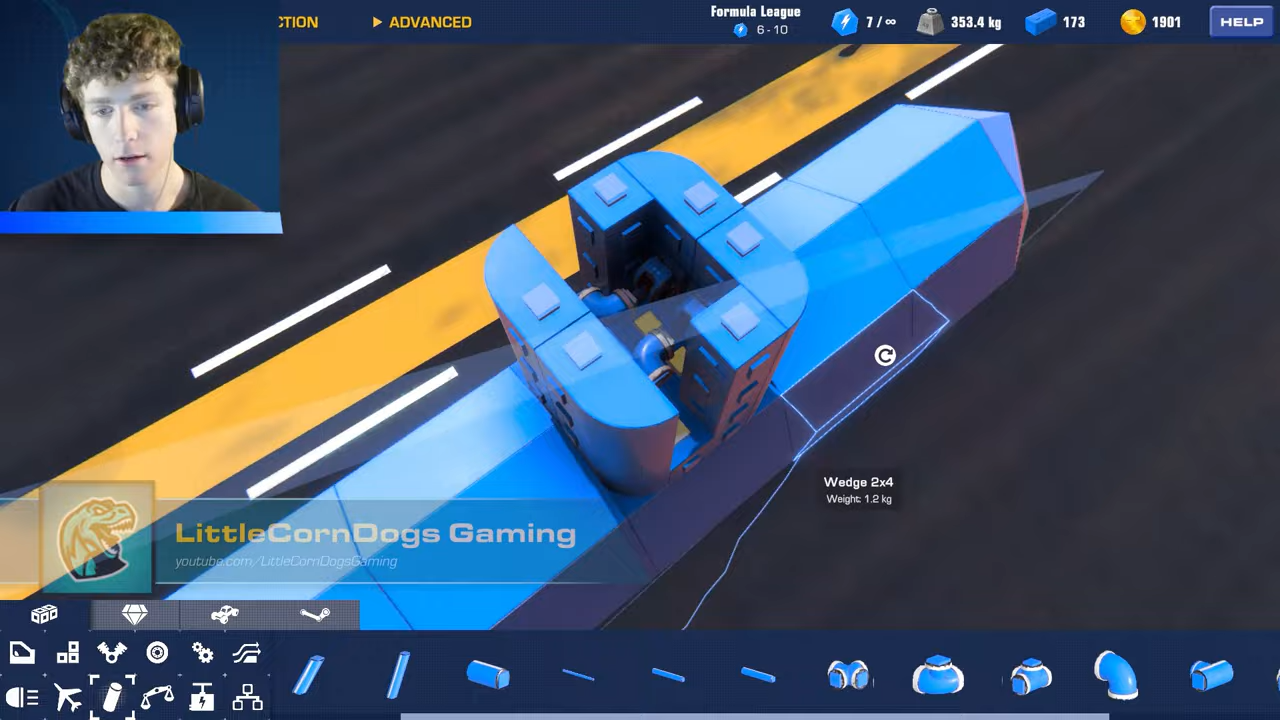 CTION
ADVANCED
Formula League
6 - 10
7 / ∞
353.4 kg
173
1901
HELP
Wedge 2x4
Weight: 1.2 kg
LittleCornDogs Gaming
youtube.com/LittleCornDogsGaming